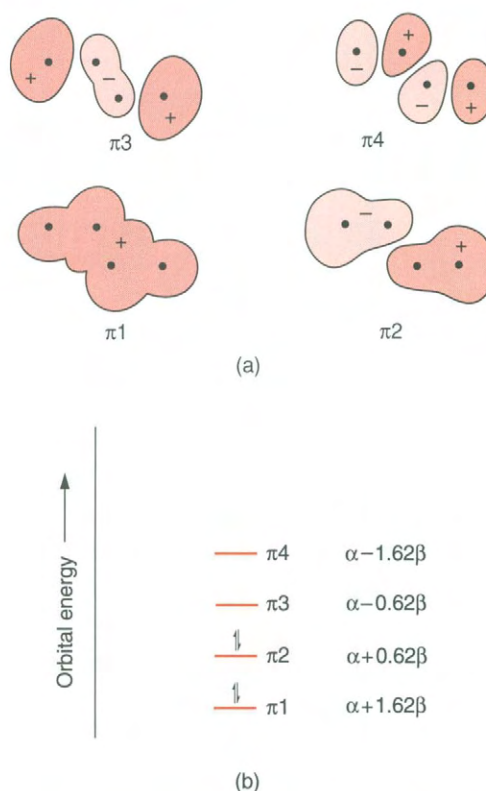 + − + − + − +
π3 π4
+ − +
π1 π2
(a)
Orbital energy
π4 α−1.62β
π3 α−0.62β
π2 α+0.62β
π1 α+1.62β
(b)